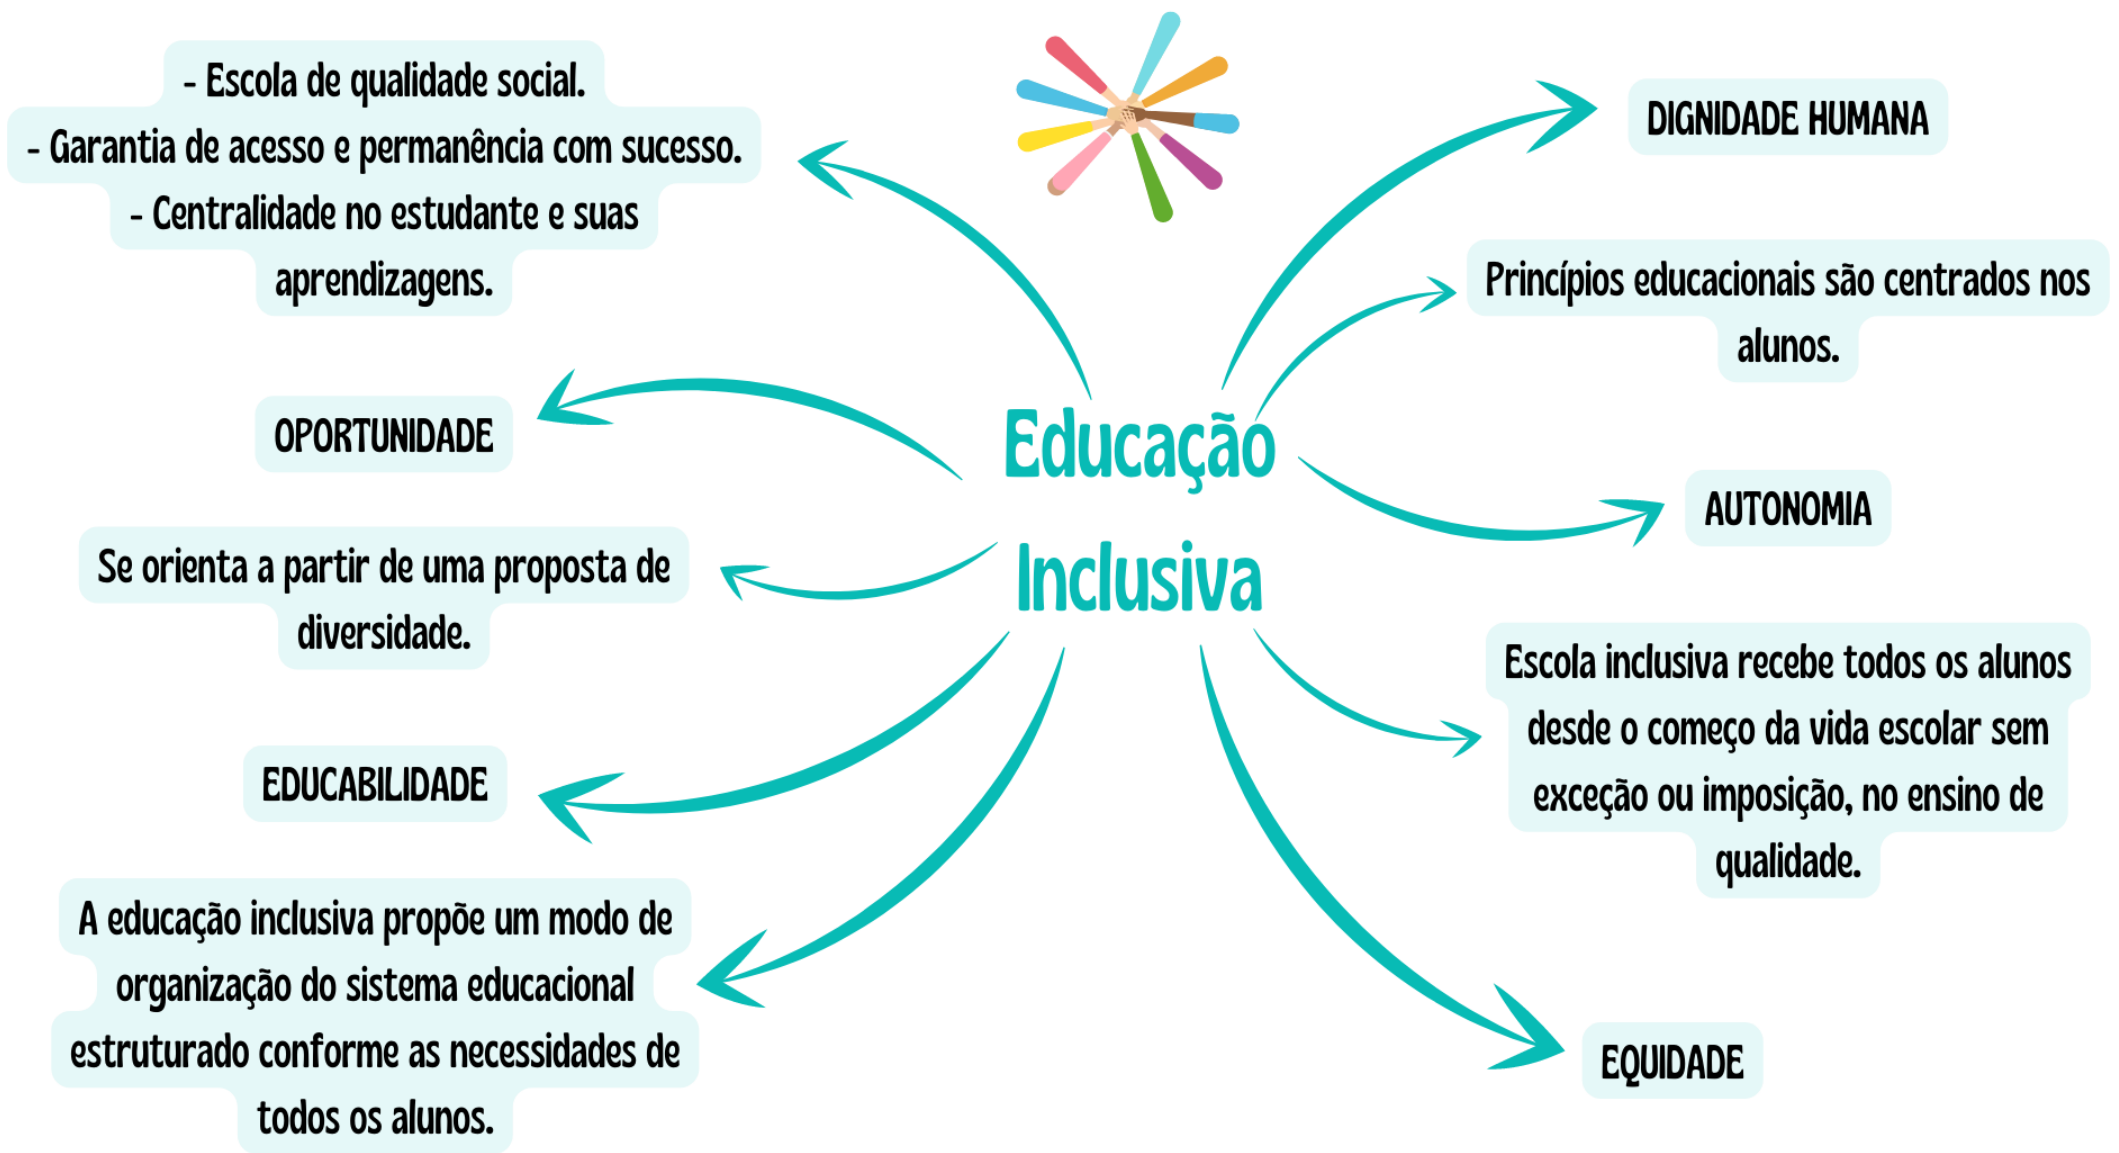 - Escola de qualidade social.
- Garantia de acesso e permanência com sucesso.
- Centralidade no estudante e suas
aprendizagens.
OPORTUNIDADE
Se orienta a partir de uma proposta de
diversidade.
EDUCABILIDADE
A educação inclusiva propõe um modo de
organização do sistema educacional
estruturado conforme as necessidades de
todos os alunos.
Educação
Inclusiva
DIGNIDADE HUMANA
Princípios educacionais são centrados nos
alunos.
AUTONOMIA
Escola inclusiva recebe todos os alunos
desde o começo da vida escolar sem
exceção ou imposição, no ensino de
qualidade.
EQUIDADE